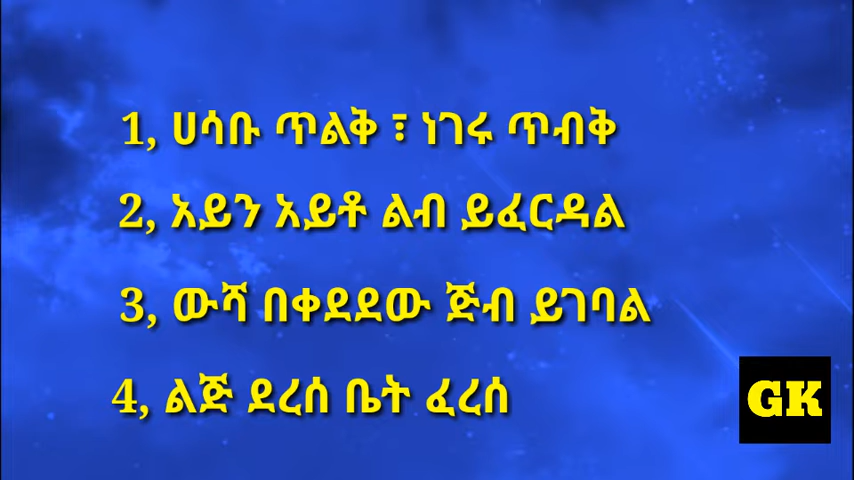 1, ሀሳቡ ጥልቅ ፣ ነገሩ ጥብቅ
2, አይን አይቶ ልብ ይፈርዳል
3, ውሻ በቀደደው ጅብ ይገባል
4, ልጅ ደረሰ ቤት ፈረሰ
GK